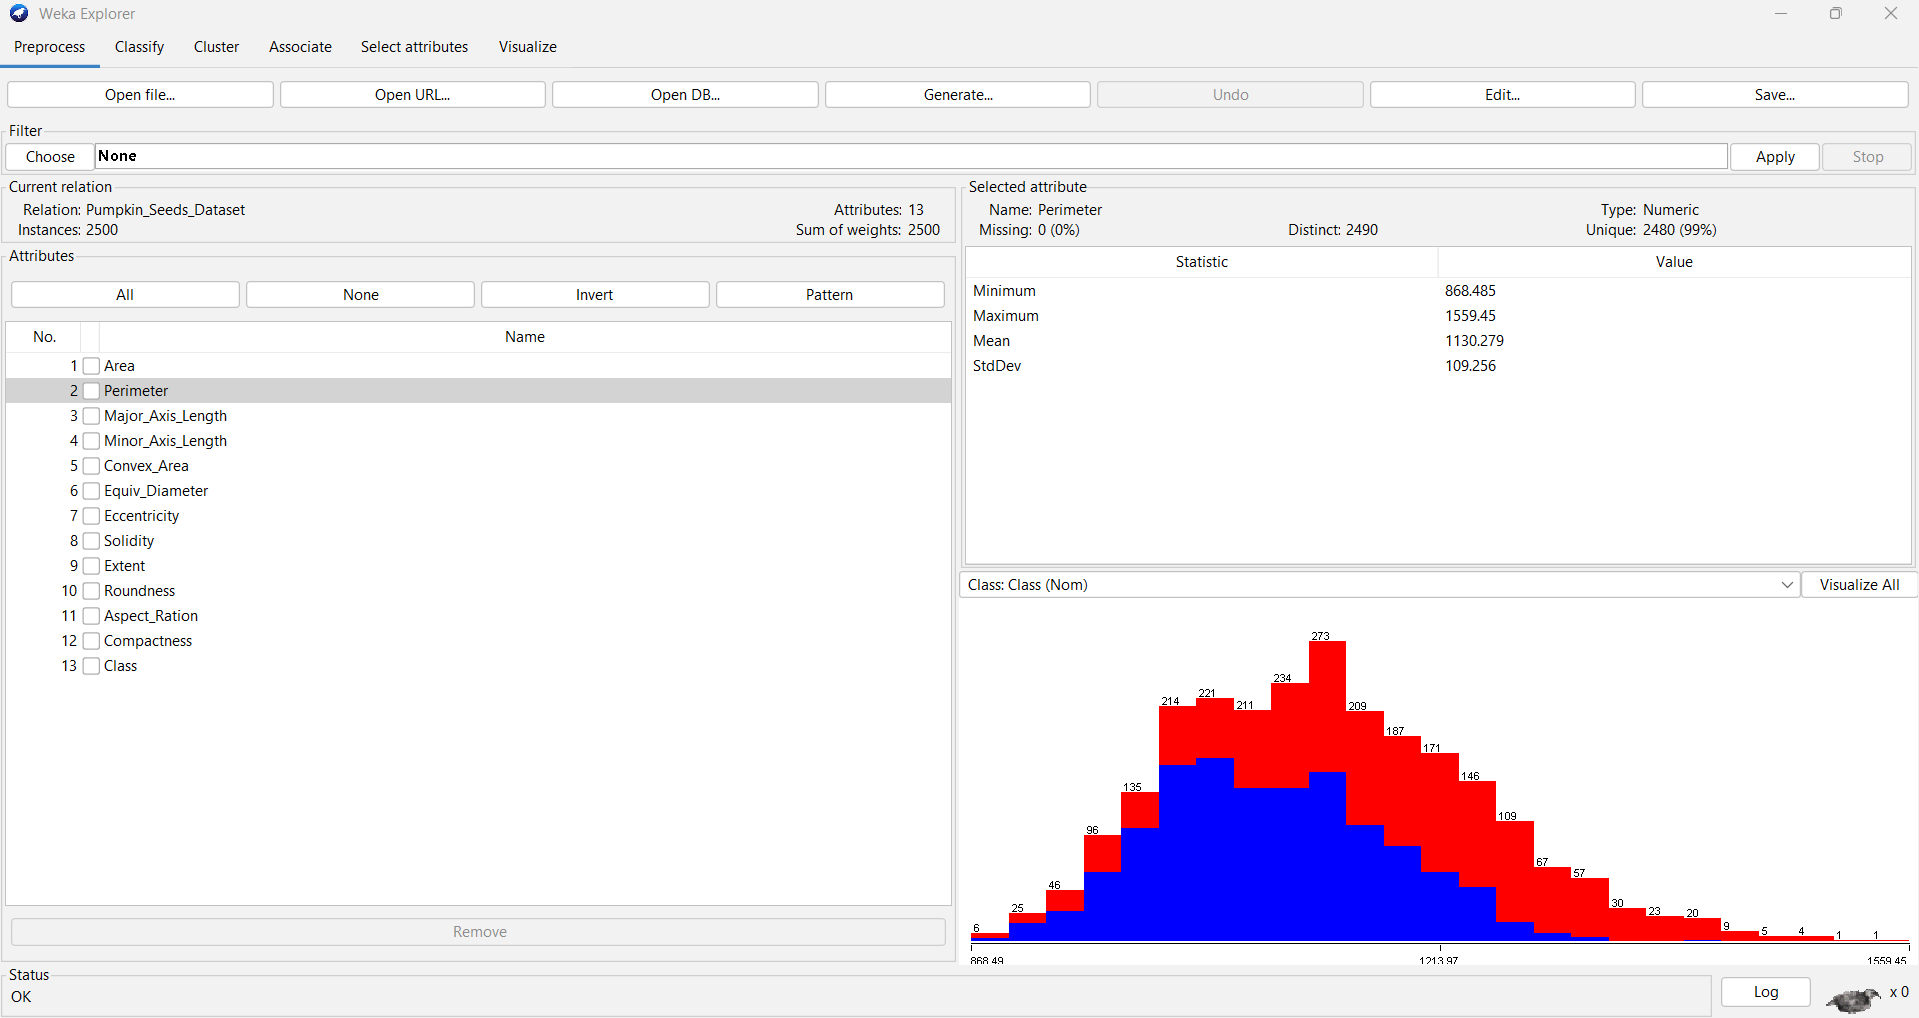 Weka Explorer
Preprocess Classify Cluster Associate Select attributes Visualize
Open file... Open URL... Open DB... Generate... Undo Edit... Save...
Filter
Choose None Apply Stop
Current relation
Relation: Pumpkin_Seeds_Dataset Attributes: 13
Instances: 2500 Sum of weights: 2500
Attributes
All None Invert Pattern
No. Name
1 Area
2 Perimeter
3 Major_Axis_Length
4 Minor_Axis_Length
5 Convex_Area
6 Equiv_Diameter
7 Eccentricity
8 Solidity
9 Extent
10 Roundness
11 Aspect_Ration
12 Compactness
13 Class
Remove
Selected attribute
Name: Perimeter Type: Numeric
Missing: 0 (0%) Distinct: 2490 Unique: 2480 (99%)
Statistic Value
Minimum 868.485
Maximum 1559.45
Mean 1130.279
StdDev 109.256
Class: Class (Nom) Visualize All
6 25 46 96 135 214 221 211 234 273 209 187 171 146 109 67 57 30 23 20 9 5 4 1 1
868.49 1213.97 1559.45
Status
OK
Log x 0